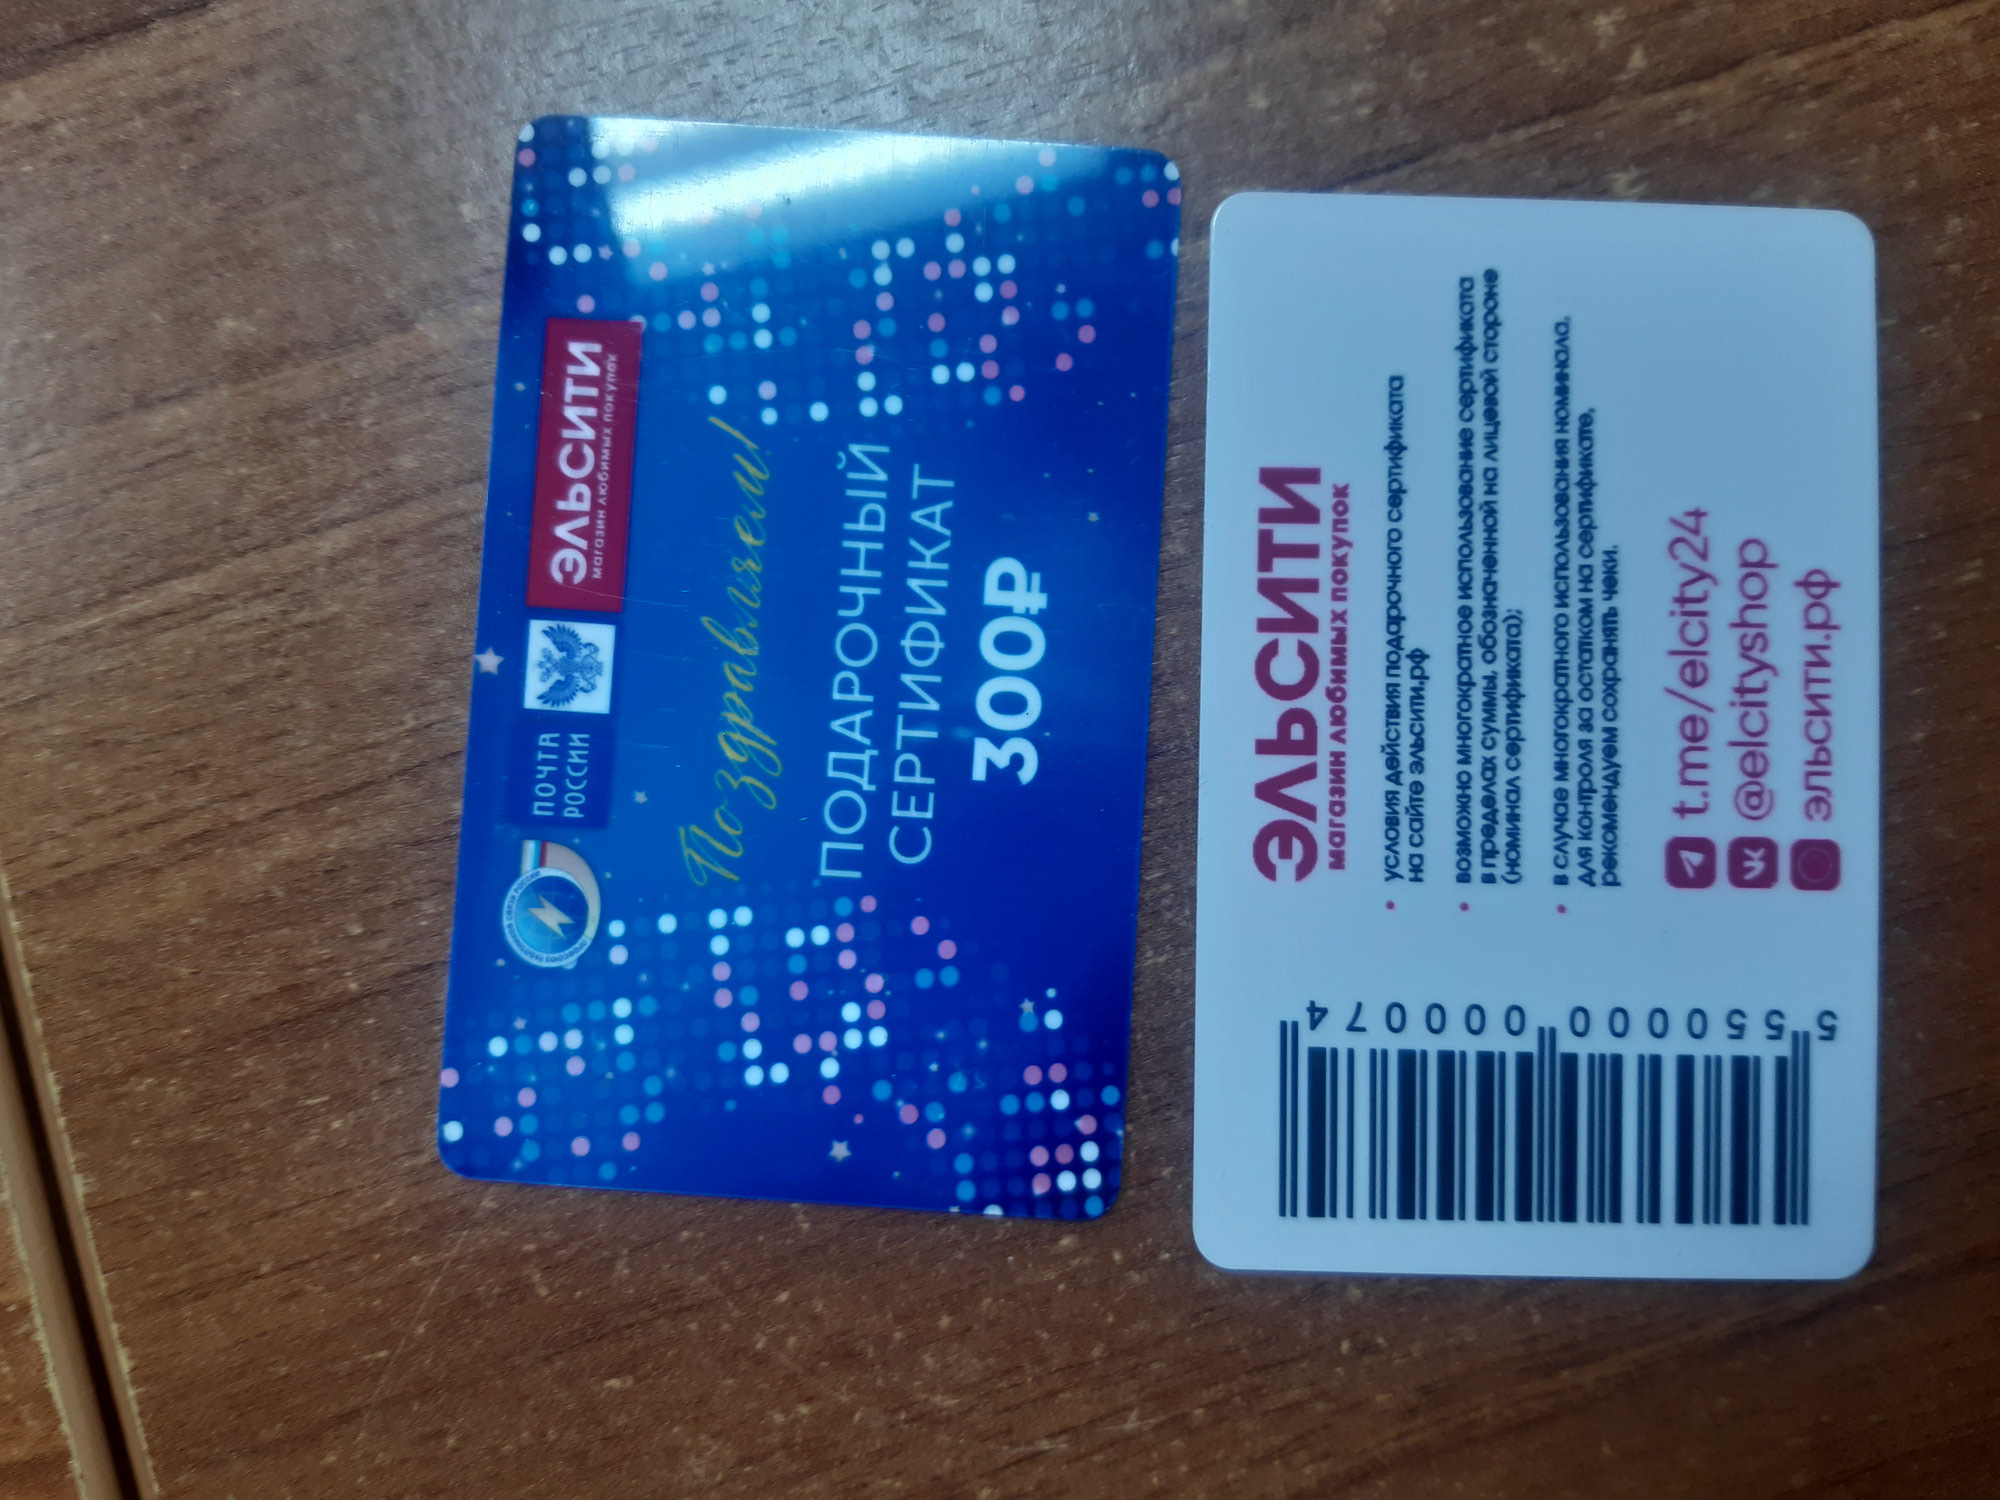 ПОЧТА
РОССИИ
ЭЛЬСИТИ
магазин любимых покупок
Поздравляем!
ПОДАРОЧНЫЙ
СЕРТИФИКАТ
300₽
ЭЛЬСИТИ
магазин любимых покупок
• условия действия подарочного сертификата
на сайте эльсити.рф
• возможно многократное использование сертификата
в пределах суммы, обозначенной на лицевой стороне
(номинал сертификата);
• в случае многократного использования номинала,
для контроля за остатком на сертификате,
рекомендуем сохранять чеки.
t.me/elcity24
@elcityshop
эльсити.рф
5 550000 000074